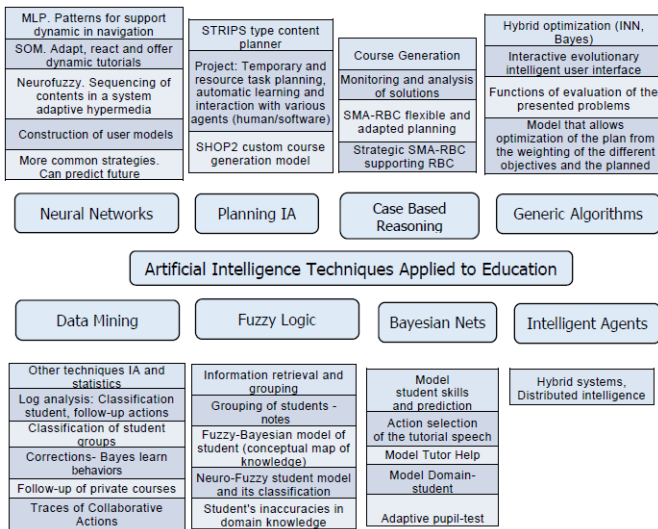 MLP. Patterns for support
dynamic in navigation
SOM. Adapt, react and offer
dynamic tutorials
Neurofuzzy. Sequencing of
contents in a system
adaptive hypermedia
Construction of user models
More common strategies.
Can predict future
STRIPS type content
planner
Project: Temporary and
resource task planning,
automatic learning and
interaction with various
agents (human/software)
SHOP2 custom course
generation model
Course Generation
Monitoring and analysis
of solutions
SMA-RBC flexible and
adapted planning
Strategic SMA-RBC
supporting RBC
Hybrid optimization (INN,
Bayes)
Interactive evolutionary
intelligent user interface
Functions of evaluation of the
presented problems
Model that allows
optimization of the plan from
the weighting of the different
objectives and the planned
Neural Networks
Planning IA
Case Based
Reasoning
Generic Algorithms
Artificial Intelligence Techniques Applied to Education
Data Mining
Fuzzy Logic
Bayesian Nets
Intelligent Agents
Other techniques IA and
statistics
Log analysis: Classification
student, follow-up actions
Classification of student
groups
Corrections- Bayes learn
behaviors
Follow-up of private courses
Traces of Collaborative
Actions
Information retrieval and
grouping
Grouping of students -
notes
Fuzzy-Bayesian model of
student (conceptual map of
knowledge)
Neuro-Fuzzy student model
and its classification
Student's inaccuracies in
domain knowledge
Model
student skills
and prediction
Action selection
of the tutorial speech
Model Tutor Help
Model Domain-
student
Adaptive pupil-test
Hybrid systems,
Distributed intelligence